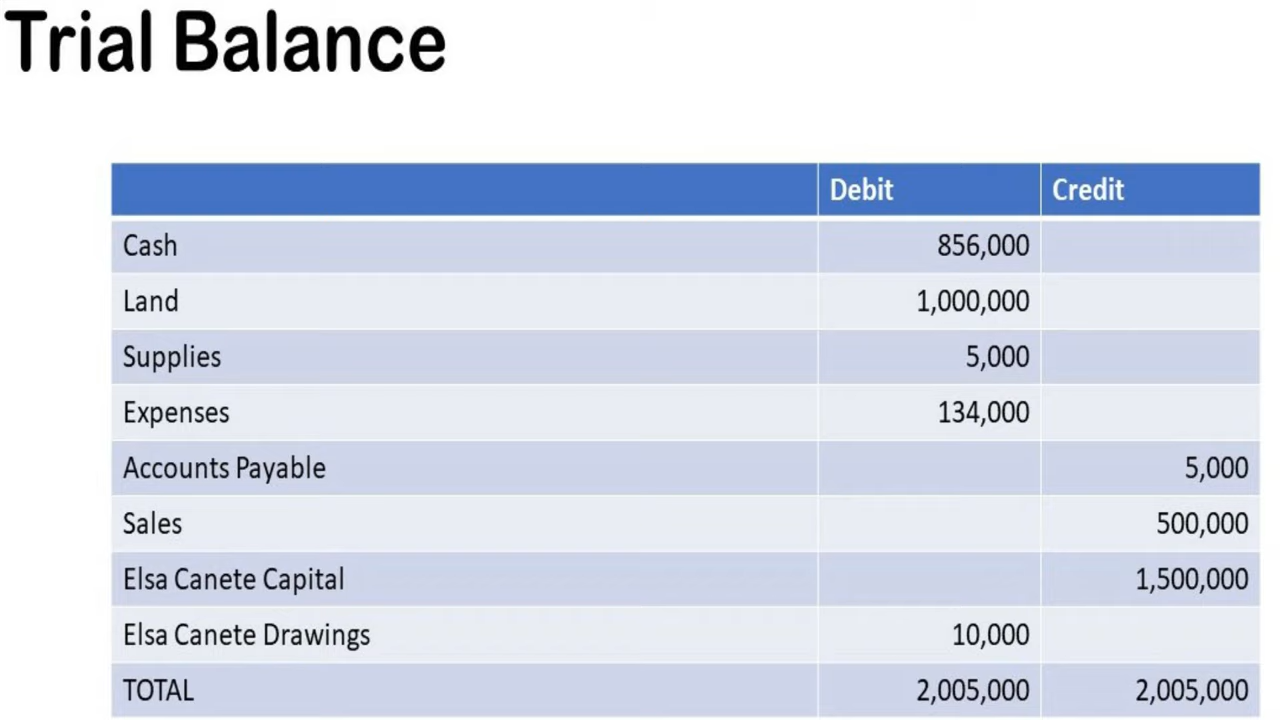 Trial Balance
Debit Credit
Cash 856,000
Land 1,000,000
Supplies 5,000
Expenses 134,000
Accounts Payable 5,000
Sales 500,000
Elsa Canete Capital 1,500,000
Elsa Canete Drawings 10,000
TOTAL 2,005,000 2,005,000